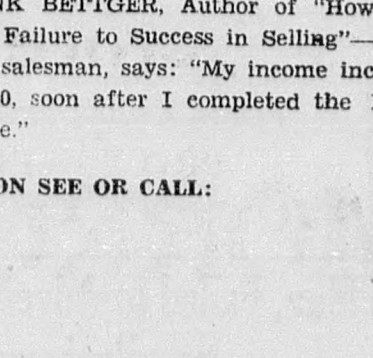 NK BETTGER, Author of "How
Failure to Success in Selling"—
salesman, says: "My income inc
0, soon after I completed the
e."
ON SEE OR CALL: